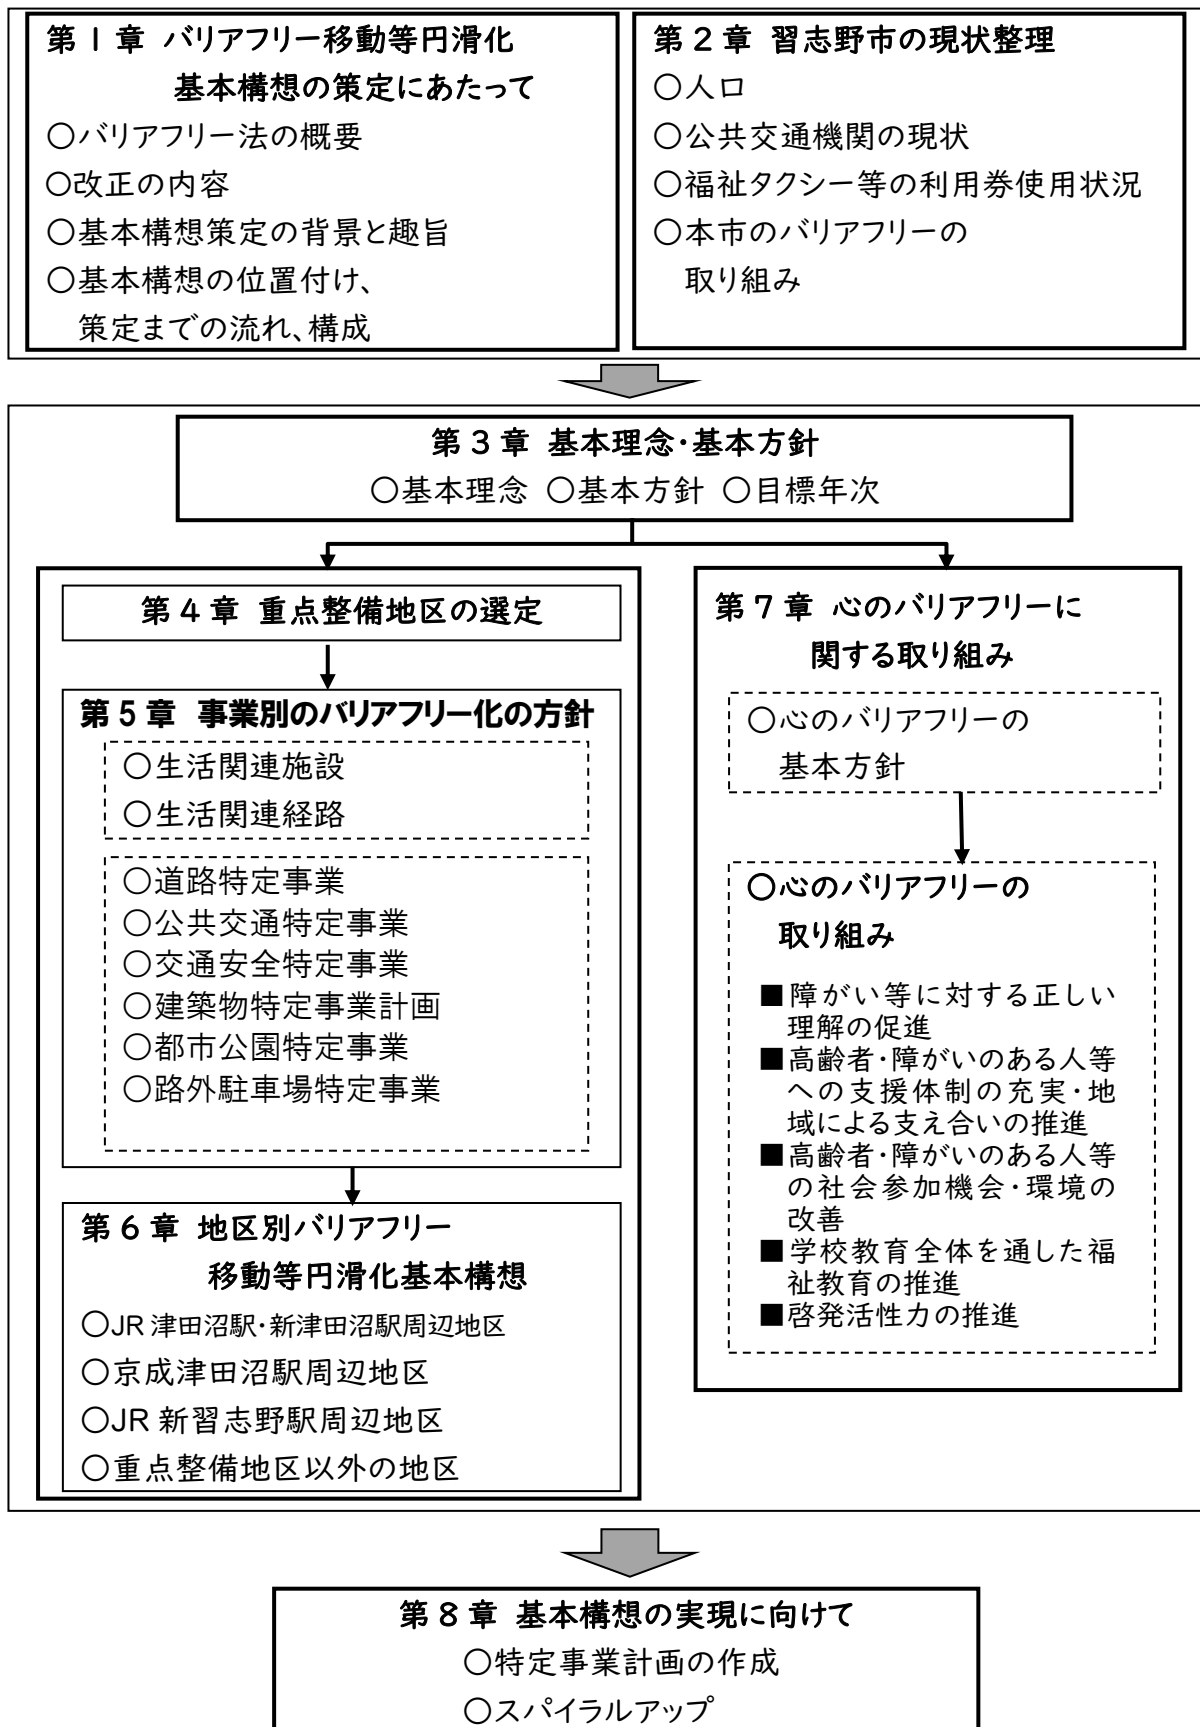 第１章 バリアフリー移動等円滑化
基本構想の策定にあたって
○バリアフリー法の概要
○改正の内容
○基本構想策定の背景と趣旨
○基本構想の位置付け、
策定までの流れ、構成
第２章 習志野市の現状整理
○人口
○公共交通機関の現状
○福祉タクシー等の利用券使用状況
○本市のバリアフリーの
取り組み
第３章 基本理念・基本方針
○基本理念 ○基本方針 ○目標年次
第４章 重点整備地区の選定
第５章 事業別のバリアフリー化の方針
○生活関連施設
○生活関連経路
○道路特定事業
○公共交通特定事業
○交通安全特定事業
○建築物特定事業計画
○都市公園特定事業
○路外駐車場特定事業
第６章 地区別バリアフリー
移動等円滑化基本構想
○JR 津田沼駅・新津田沼駅周辺地区
○京成津田沼駅周辺地区
○JR 新習志野駅周辺地区
○重点整備地区以外の地区
第７章 心のバリアフリーに
関する取り組み
○心のバリアフリーの
基本方針
○心のバリアフリーの
取り組み
■障がい等に対する正しい
理解の促進
■高齢者・障がいのある人等
への支援体制の充実・地
域による支え合いの推進
■高齢者・障がいのある人等
の社会参加機会・環境の
改善
■学校教育全体を通した福
祉教育の推進
■啓発活性力の推進
第８章 基本構想の実現に向けて
○特定事業計画の作成
○スパイラルアップ